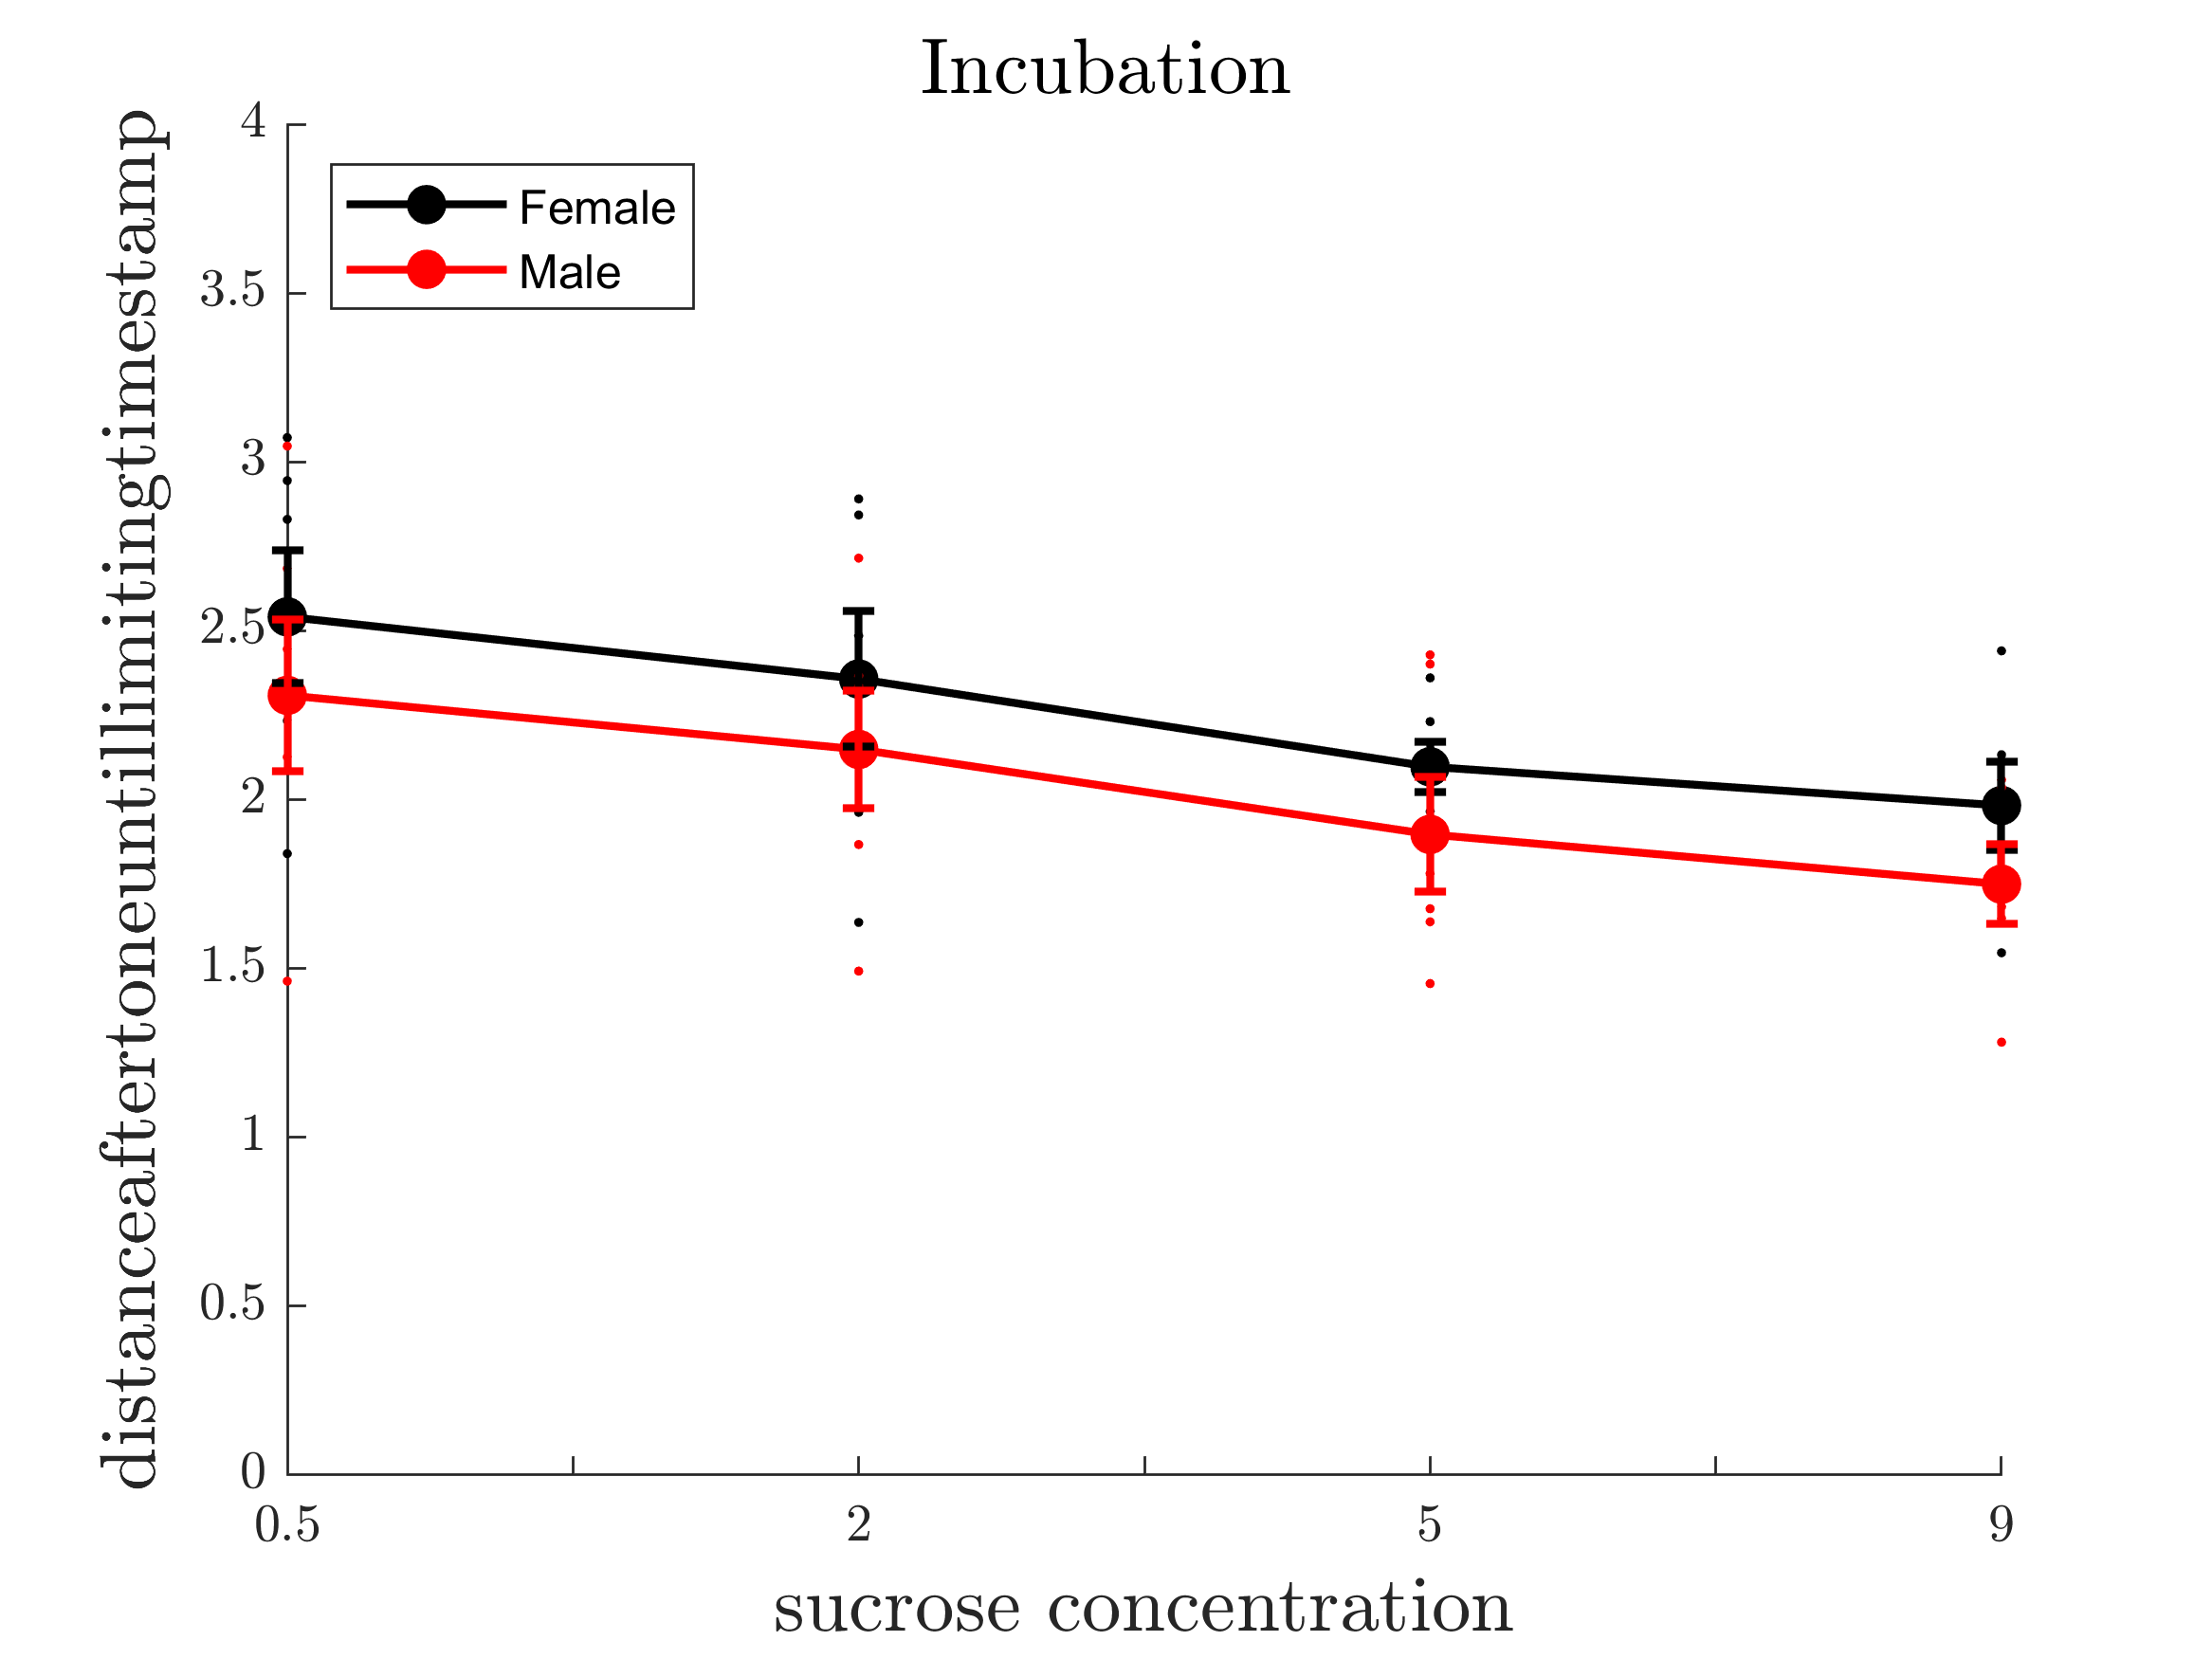 Incubation
distanceaftertoneuntillimitingtimestamp
4
3.5
3
2.5
2
1.5
1
0.5
0
Female
Male
0.5 2 5 9
sucrose concentration